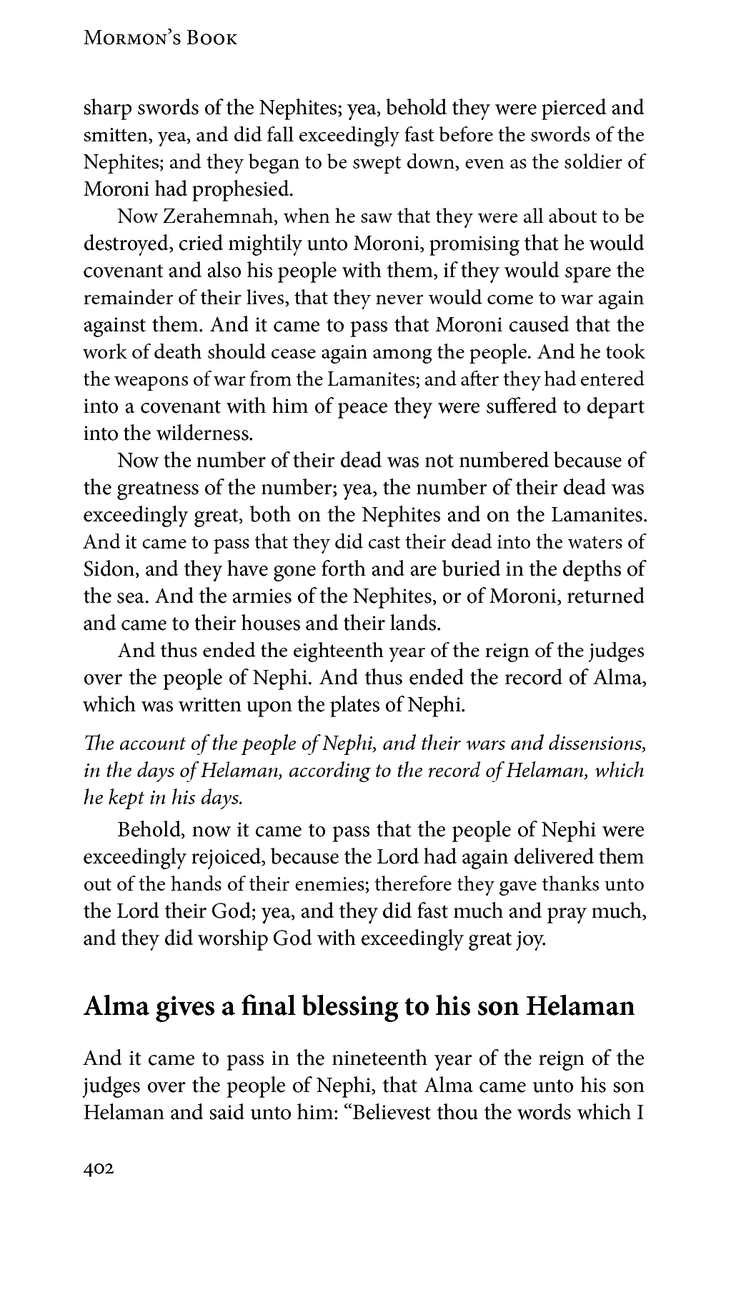 Mormon’s Book
sharp swords of the Nephites; yea, behold they were pierced and
smitten, yea, and did fall exceedingly fast before the swords of the
Nephites; and they began to be swept down, even as the soldier of
Moroni had prophesied.
Now Zerahemnah, when he saw that they were all about to be
destroyed, cried mightily unto Moroni, promising that he would
covenant and also his people with them, if they would spare the
remainder of their lives, that they never would come to war again
against them. And it came to pass that Moroni caused that the
work of death should cease again among the people. And he took
the weapons of war from the Lamanites; and after they had entered
into a covenant with him of peace they were suffered to depart
into the wilderness.
Now the number of their dead was not numbered because of
the greatness of the number; yea, the number of their dead was
exceedingly great, both on the Nephites and on the Lamanites.
And it came to pass that they did cast their dead into the waters of
Sidon, and they have gone forth and are buried in the depths of
the sea. And the armies of the Nephites, or of Moroni, returned
and came to their houses and their lands.
And thus ended the eighteenth year of the reign of the judges
over the people of Nephi. And thus ended the record of Alma,
which was written upon the plates of Nephi.
The account of the people of Nephi, and their wars and dissensions,
in the days of Helaman, according to the record of Helaman, which
he kept in his days.
Behold, now it came to pass that the people of Nephi were
exceedingly rejoiced, because the Lord had again delivered them
out of the hands of their enemies; therefore they gave thanks unto
the Lord their God; yea, and they did fast much and pray much,
and they did worship God with exceedingly great joy.
Alma gives a final blessing to his son Helaman
And it came to pass in the nineteenth year of the reign of the
judges over the people of Nephi, that Alma came unto his son
Helaman and said unto him: “Believest thou the words which I
402